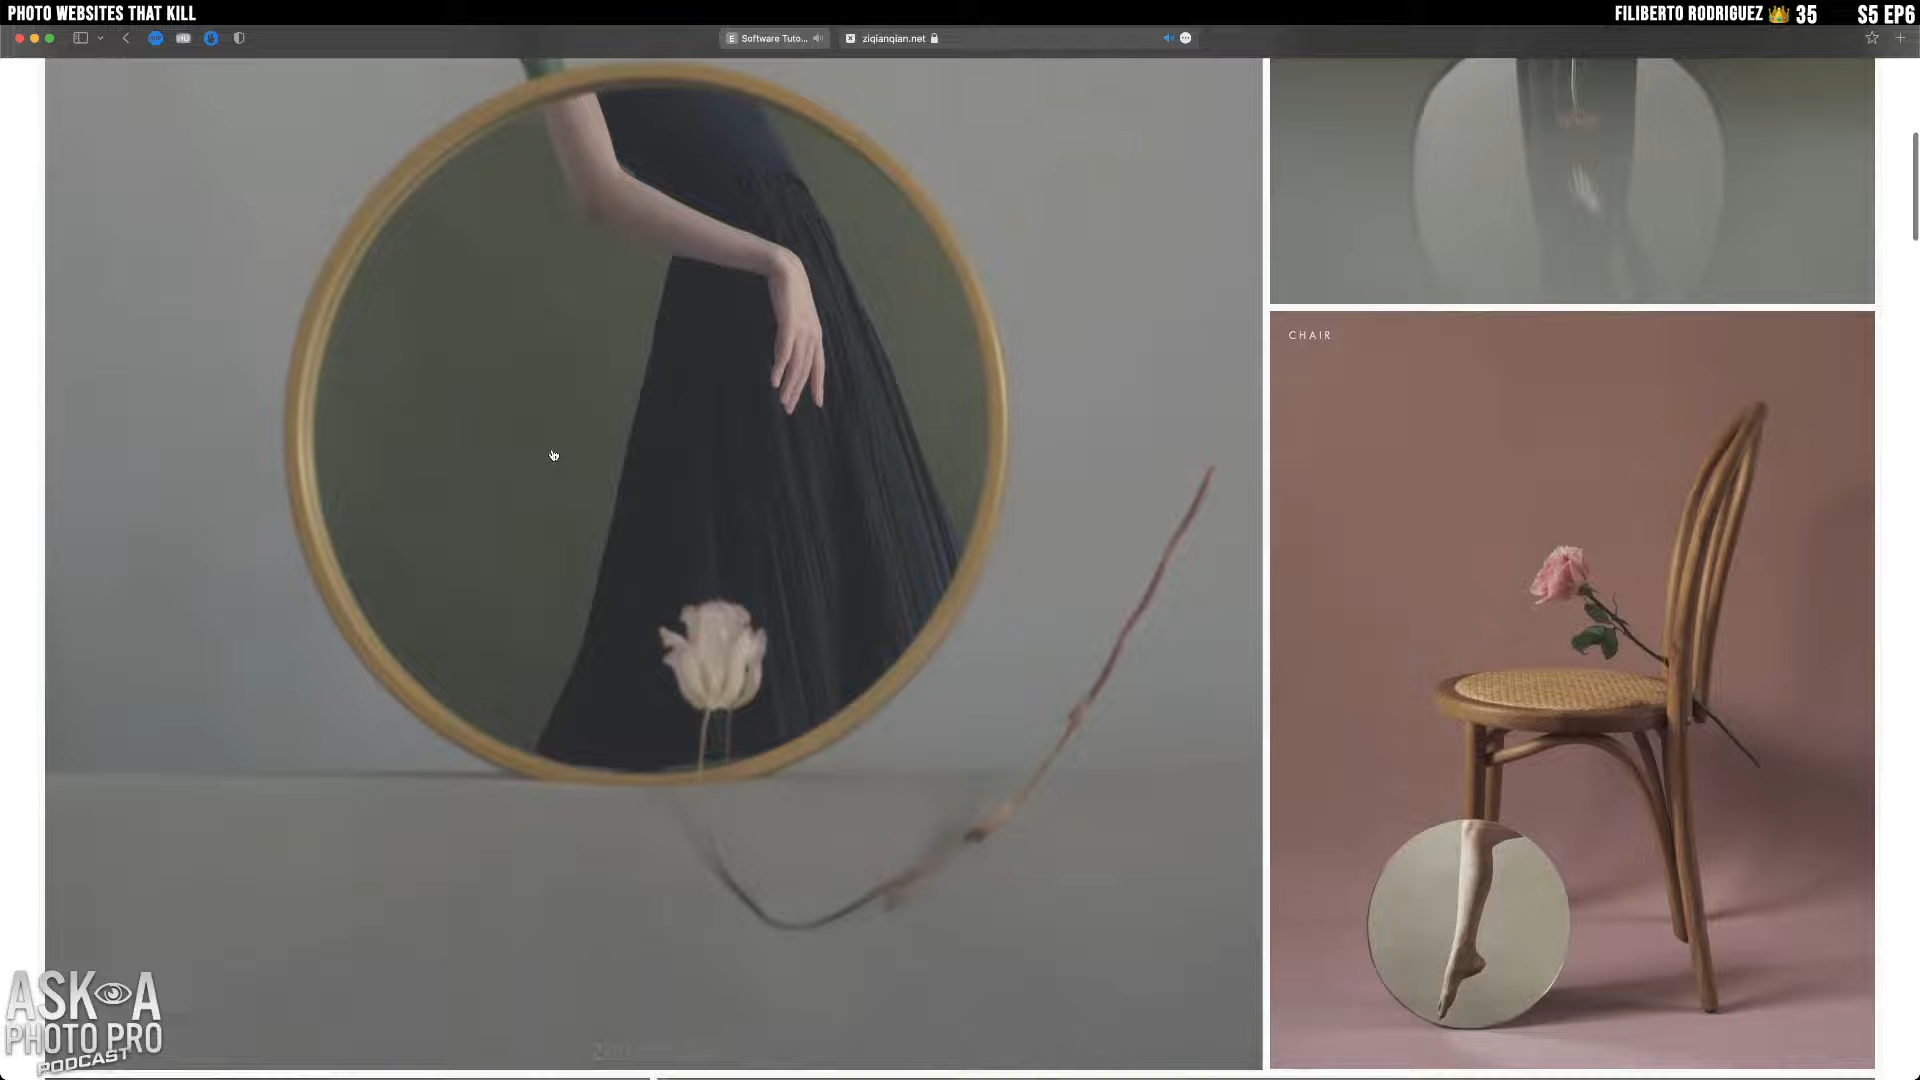 PHOTO WEBSITES THAT KILL
FILIBERTO RODRIGUEZ 35 S5 EP6
Software Tuto...
ziqianqian.net
CHAIR
ASK A
PHOTO PRO
PODCAST